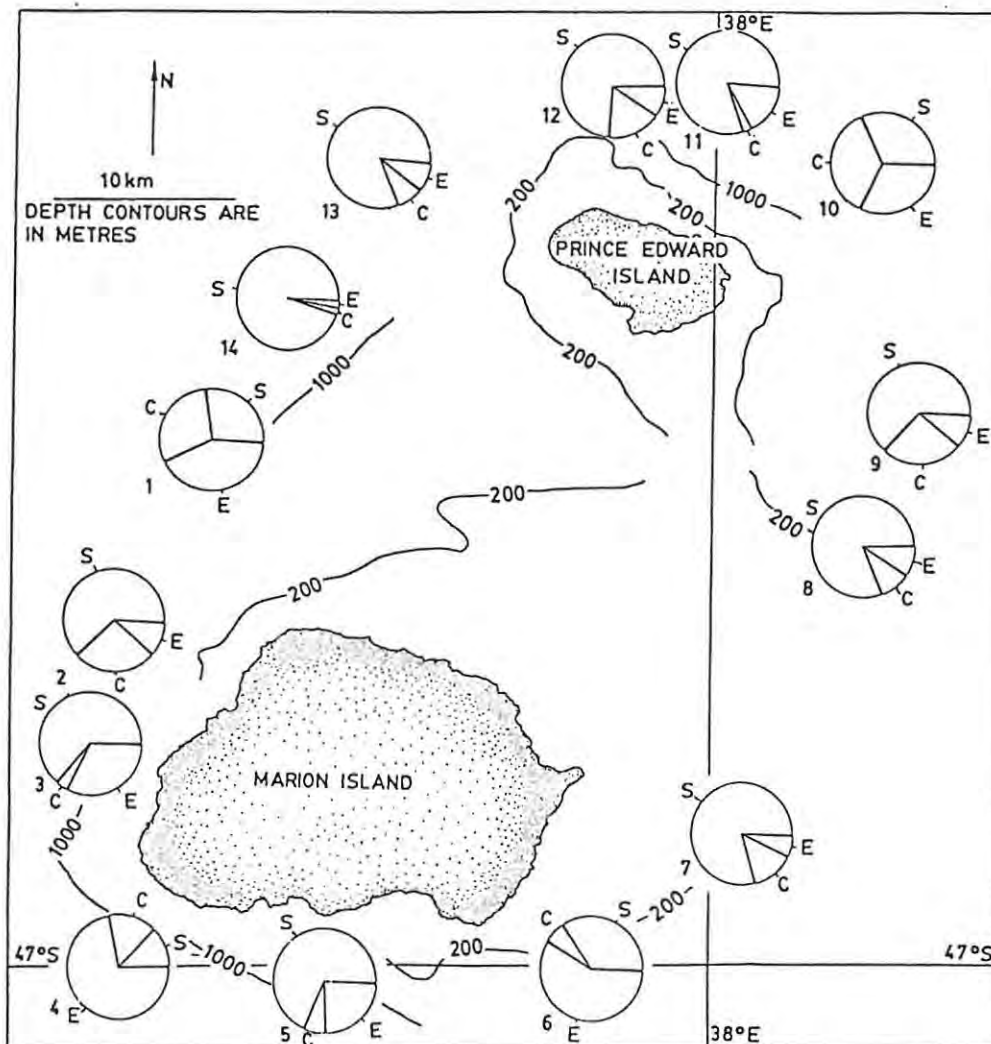 38°E
N
10 km
DEPTH CONTOURS ARE
IN METRES
S
E
C
12
S
E
C
11
S
C
E
10
S
E
C
13
200
200
1000
PRINCE EDWARD
ISLAND
200
S
E
C
14
1000
C
S
E
1
S
E
C
9
200
200
S
E
C
8
200
S
E
C
2
S
C
E
3
MARION ISLAND
1000
S
E
C
7
200
C
S
E
4
1000
S
C
E
5
200
C
S
E
6
47°S
47°S
38°E